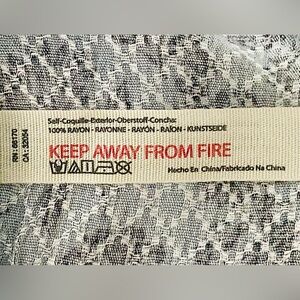 RN : 88170
CA : 32054
Self-Coquille-Exterior-Oberstoff-Concha:
100% RAYON - RAYONNE - RAYÓN - RAION - KUNSTSEIDE
KEEP AWAY FROM FIRE
Hecho En China/Fabricado Na China